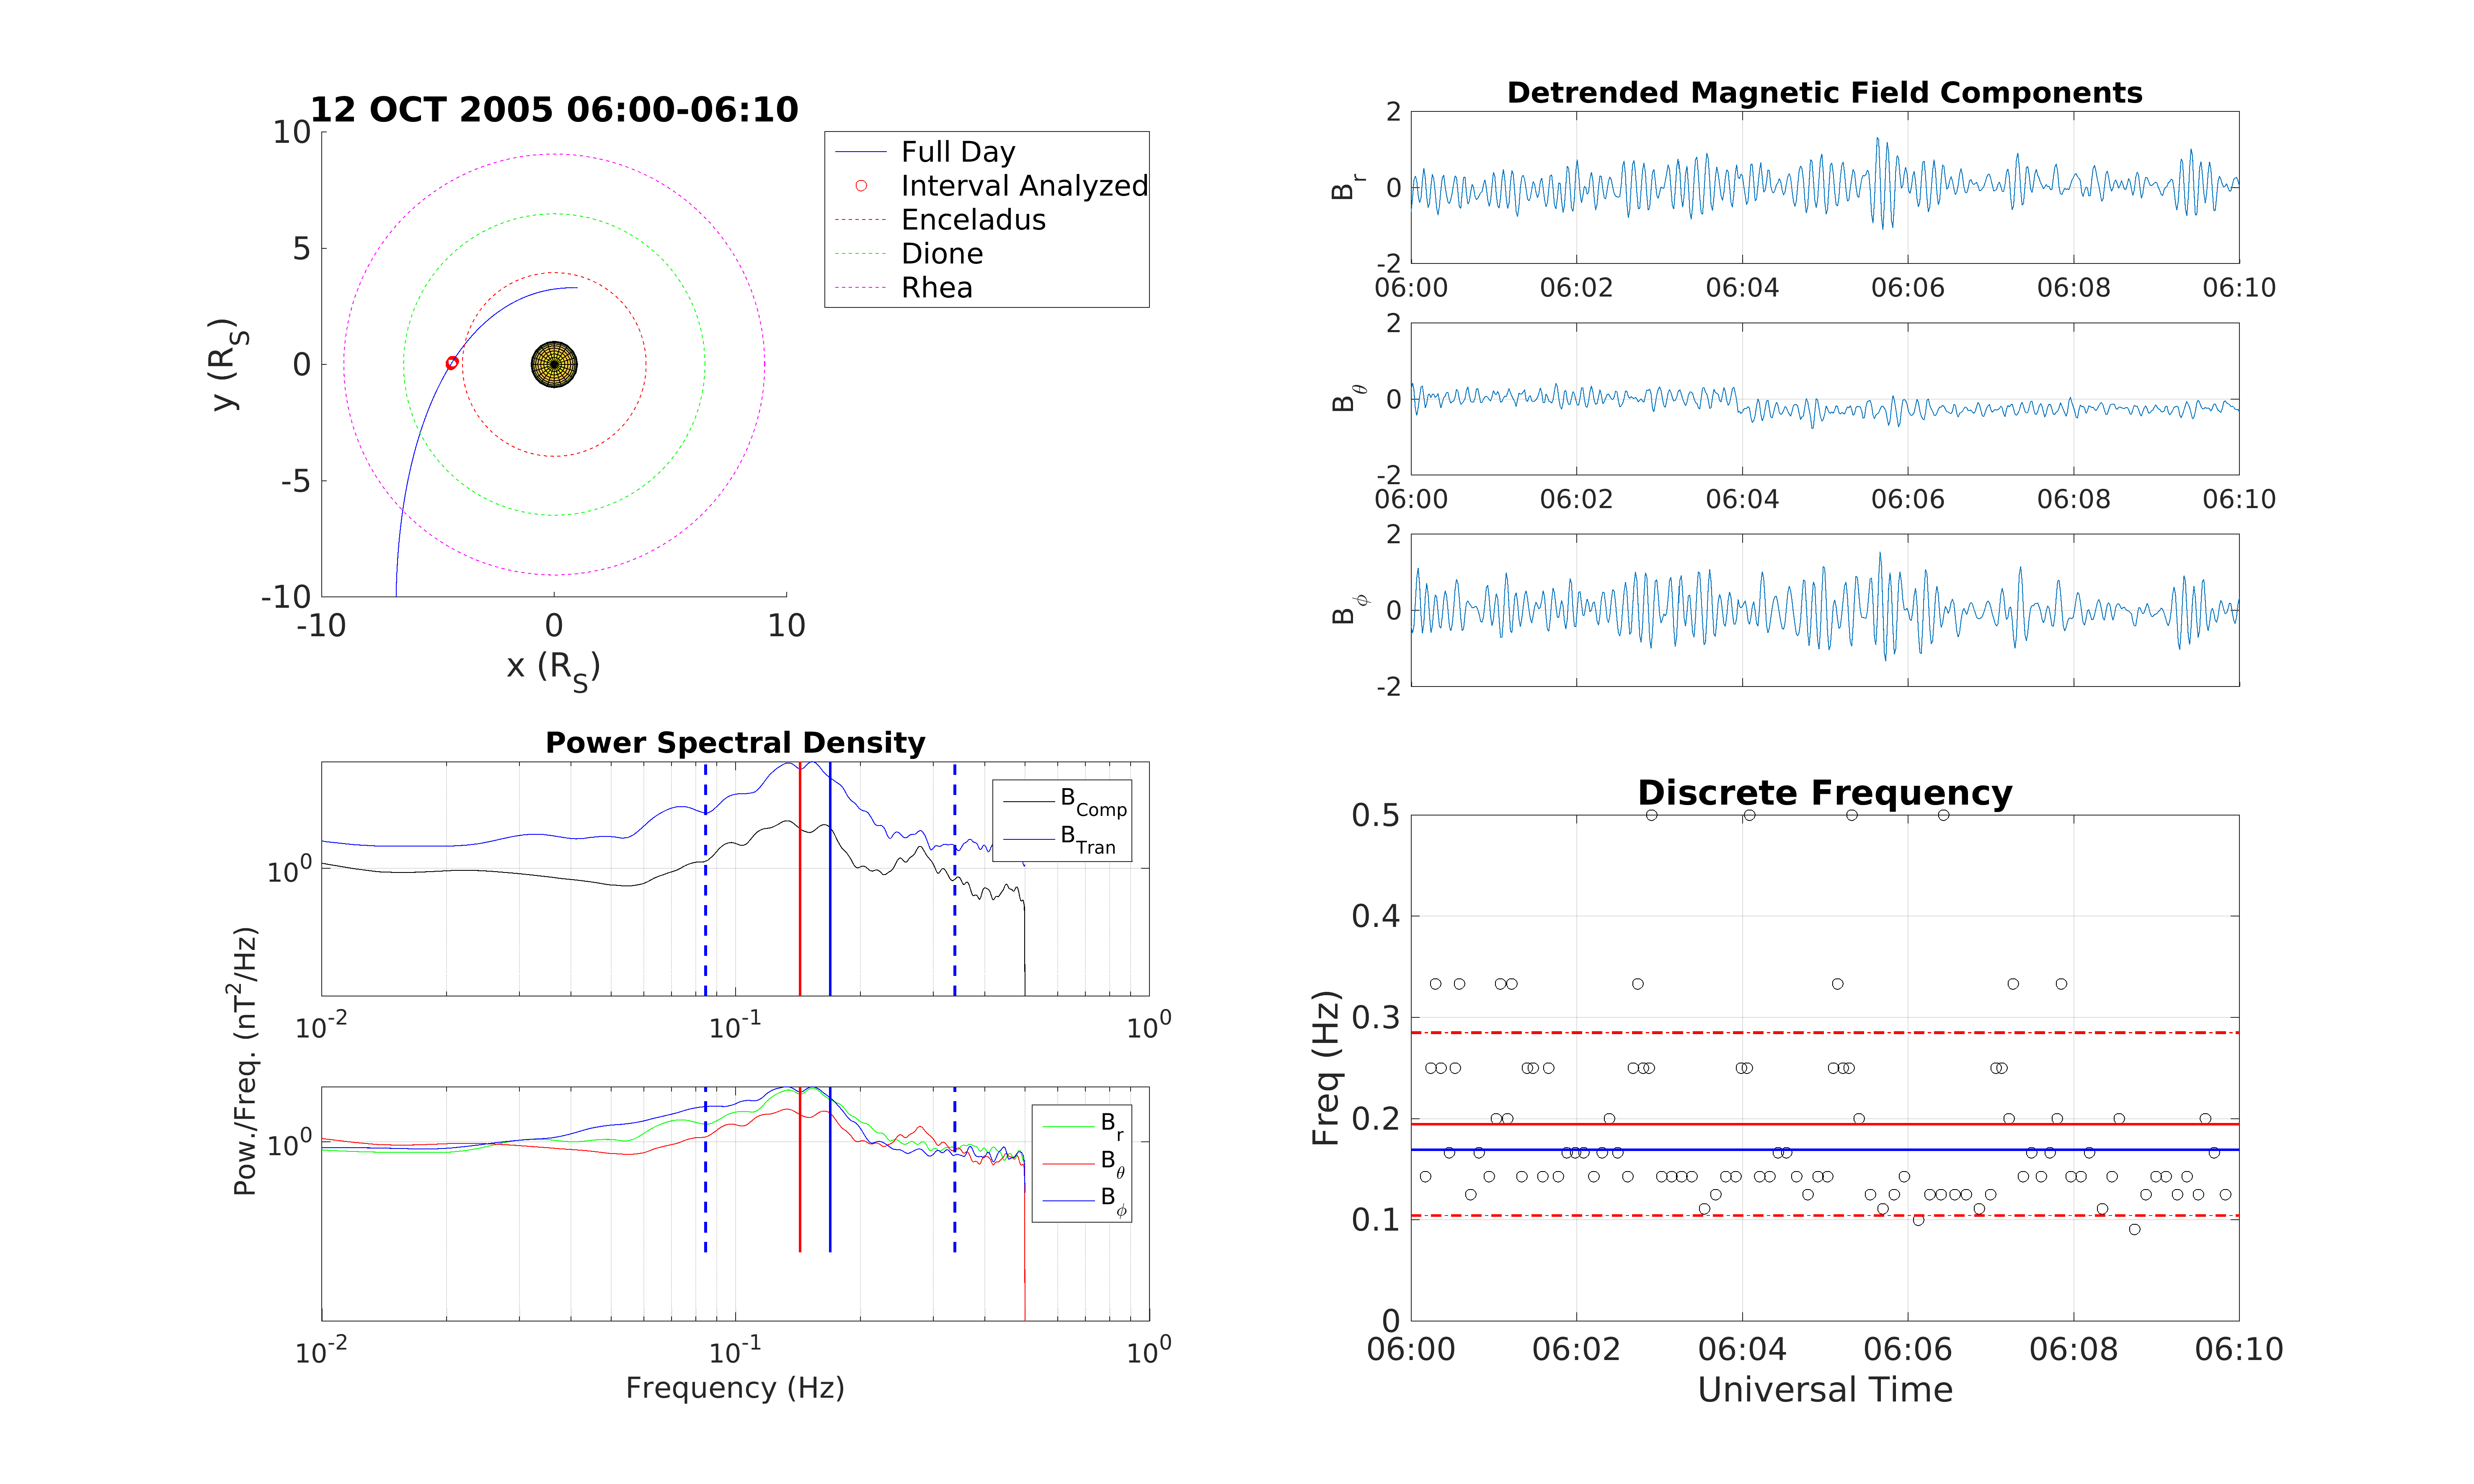 12 OCT 2005 06:00-06:10
10
5
0
-5
-10
-10 0 10
y (R_S)
x (R_S)
Full Day
Interval Analyzed
Enceladus
Dione
Rhea
Detrended Magnetic Field Components
2
0
-2
B_r
06:00 06:02 06:04 06:06 06:08 06:10
2
0
-2
B_θ
06:00 06:02 06:04 06:06 06:08 06:10
2
0
-2
B_ϕ
Power Spectral Density
10^0
B_Comp
B_Tran
10^-2 10^-1 10^0
Pow./Freq. (nT^2/Hz)
10^0
B_r
B_θ
B_ϕ
10^-2 10^-1 10^0
Frequency (Hz)
Discrete Frequency
0.5
0.4
0.3
0.2
0.1
0
Freq (Hz)
06:00 06:02 06:04 06:06 06:08 06:10
Universal Time